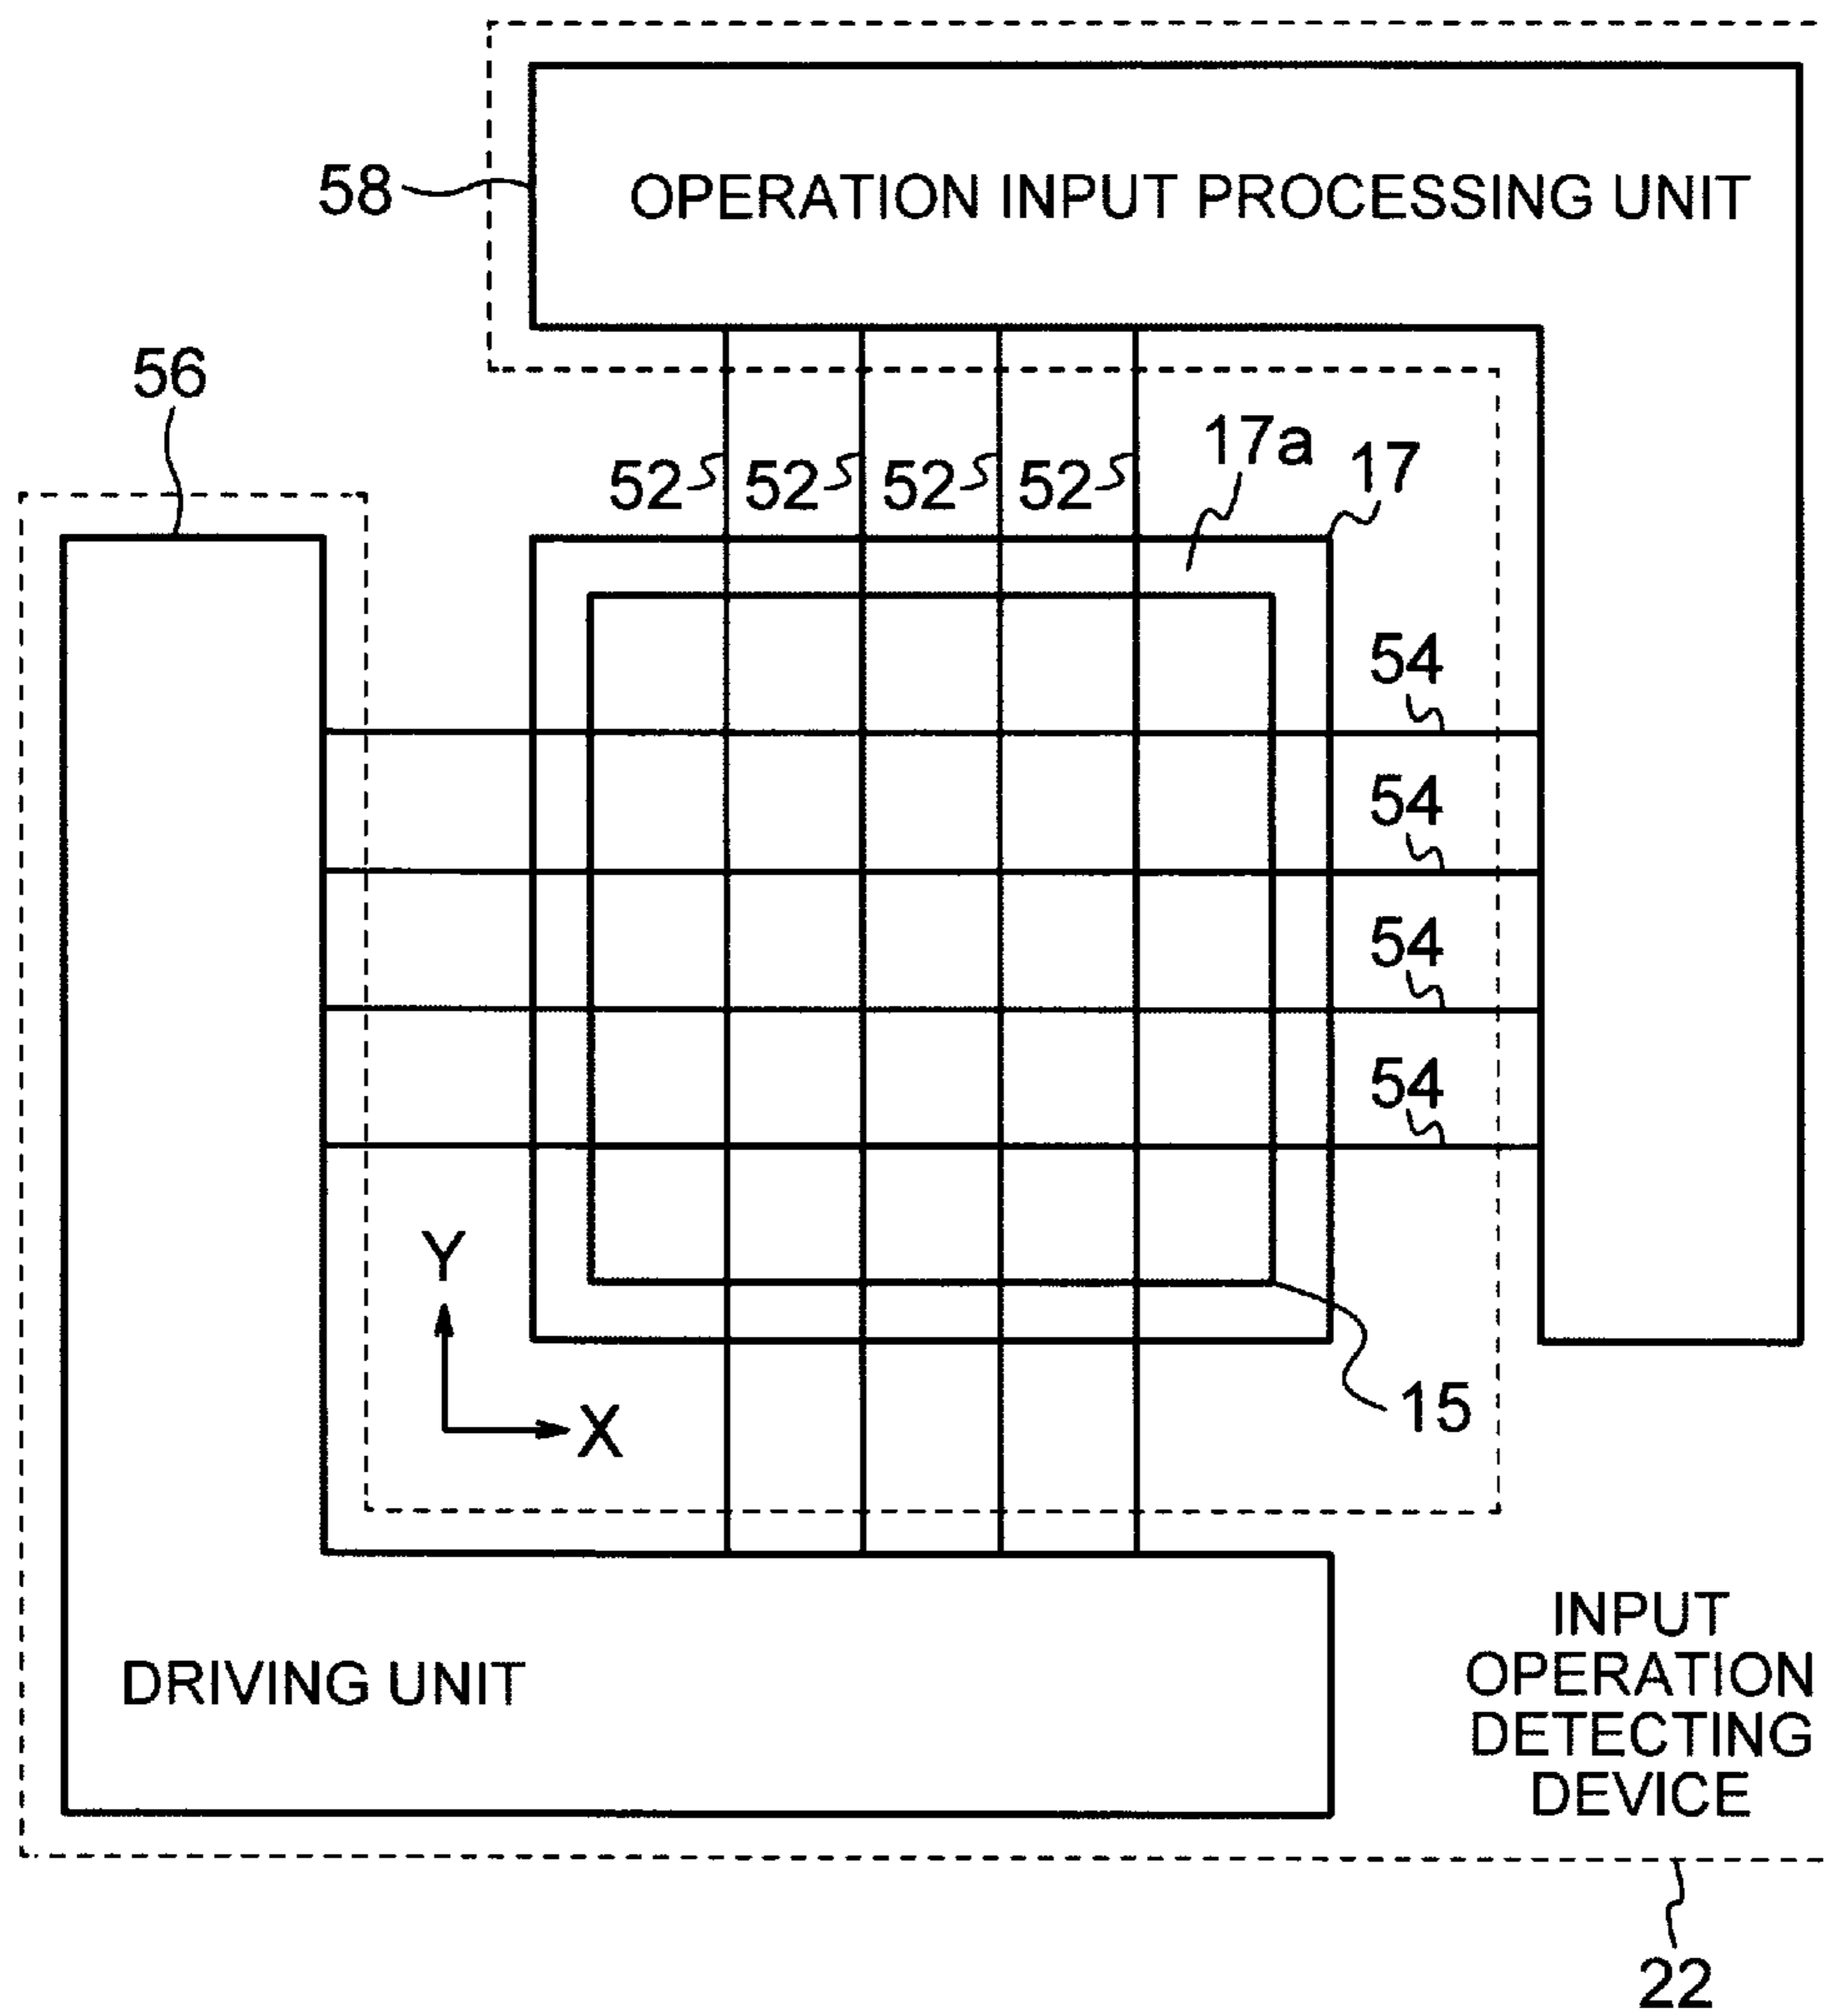 58
OPERATION INPUT PROCESSING UNIT
56
17a
17
52 52 52 52
54
54
54
54
Y
X
15
DRIVING UNIT
INPUT
OPERATION
DETECTING
DEVICE
22